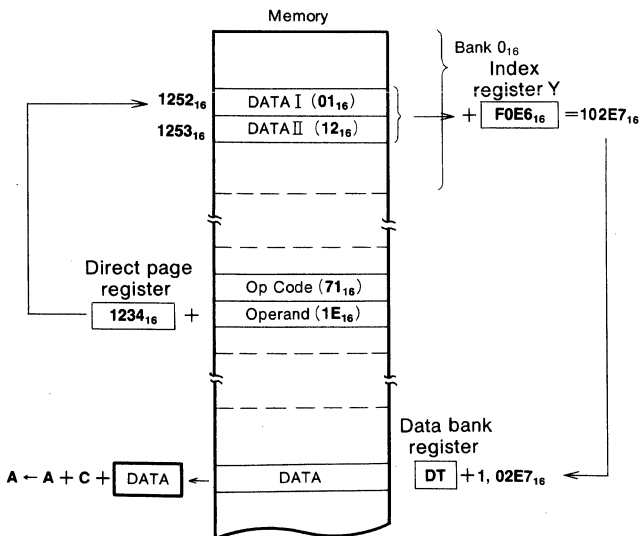 Memory
Bank 0₁₆
Index
register Y
1252₁₆ DATA Ⅰ (01₁₆) + F0E6₁₆ =102E7₁₆
1253₁₆ DATA Ⅱ (12₁₆)
Direct page
register
Op Code (71₁₆)
1234₁₆ + Operand (1E₁₆)
Data bank
register
A ← A + C + DATA ← DATA DT +1, 02E7₁₆